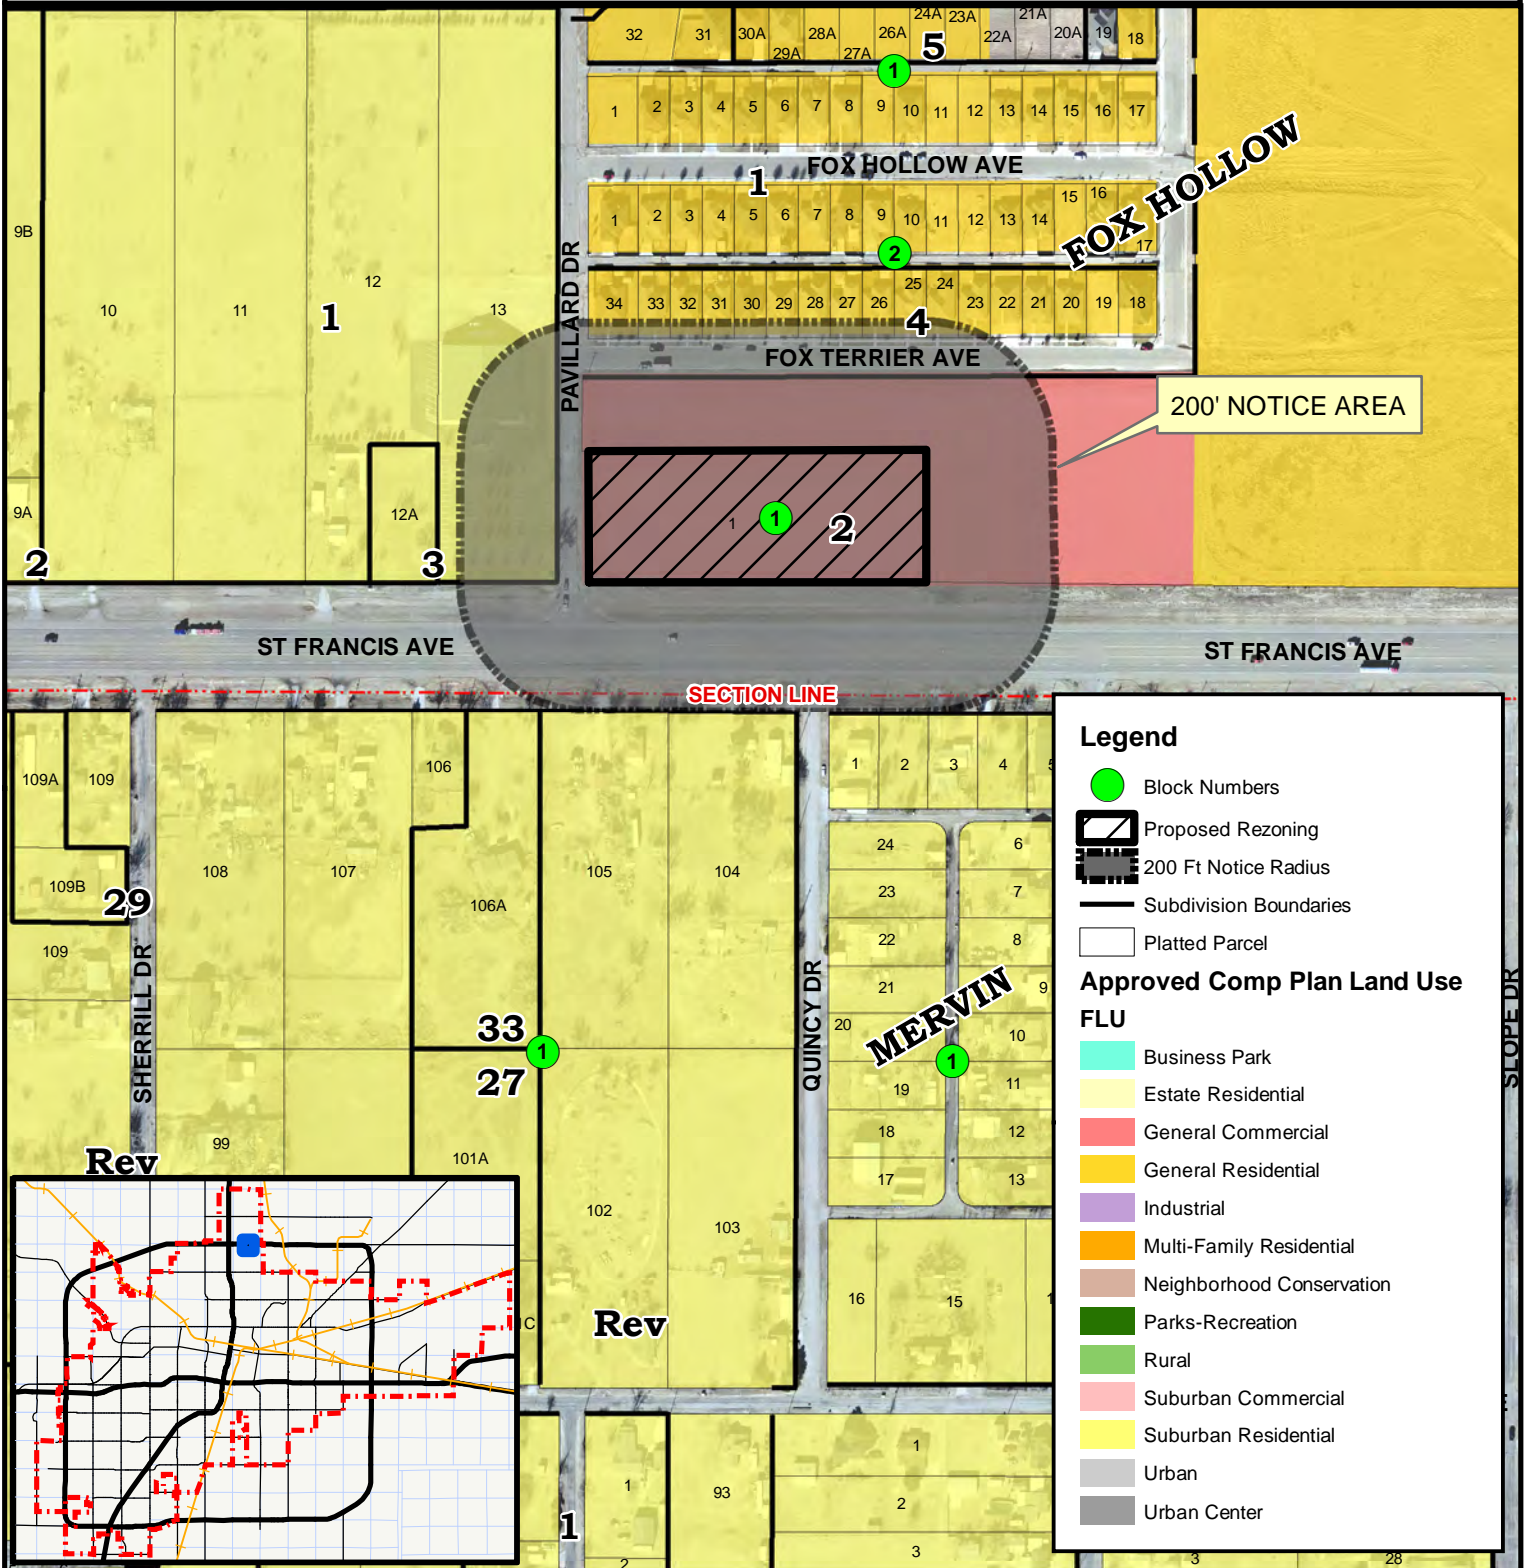 32
31
30A
29A
28A
27A
26A
24A
23A
5
22A
21A
20A
19
18
1
1
2
3
4
5
6
7
8
9
10
11
12
13
14
15
16
17
FOX HOLLOW AVE
1
FOX HOLLOW
1
2
3
4
5
6
7
8
9
10
11
12
13
14
15
16
17
2
34
33
32
31
30
29
28
27
26
25
24
23
22
21
20
19
18
4
FOX TERRIER AVE
PAVILLARD DR
9B
10
11
1
12
13
9A
2
12A
3
200' NOTICE AREA
1
1
2
ST FRANCIS AVE
ST FRANCIS AVE
SECTION LINE
109A
109
109B
29
109
SHERRILL DR
108
107
106
106A
105
104
33
1
27
99
101A
102
103
Rev
Rev
1C
QUINCY DR
1
2
3
4
5
24
6
23
7
22
8
21
9
20
10
MERVIN
1
19
11
18
12
17
13
16
15
1
1
1
2
93
1
2
3
3
28
SLOPE DR
Legend
1 Block Numbers
Proposed Rezoning
200 Ft Notice Radius
Subdivision Boundaries
Platted Parcel
Approved Comp Plan Land Use
FLU
Business Park
Estate Residential
General Commercial
General Residential
Industrial
Multi-Family Residential
Neighborhood Conservation
Parks-Recreation
Rural
Suburban Commercial
Suburban Residential
Urban
Urban Center